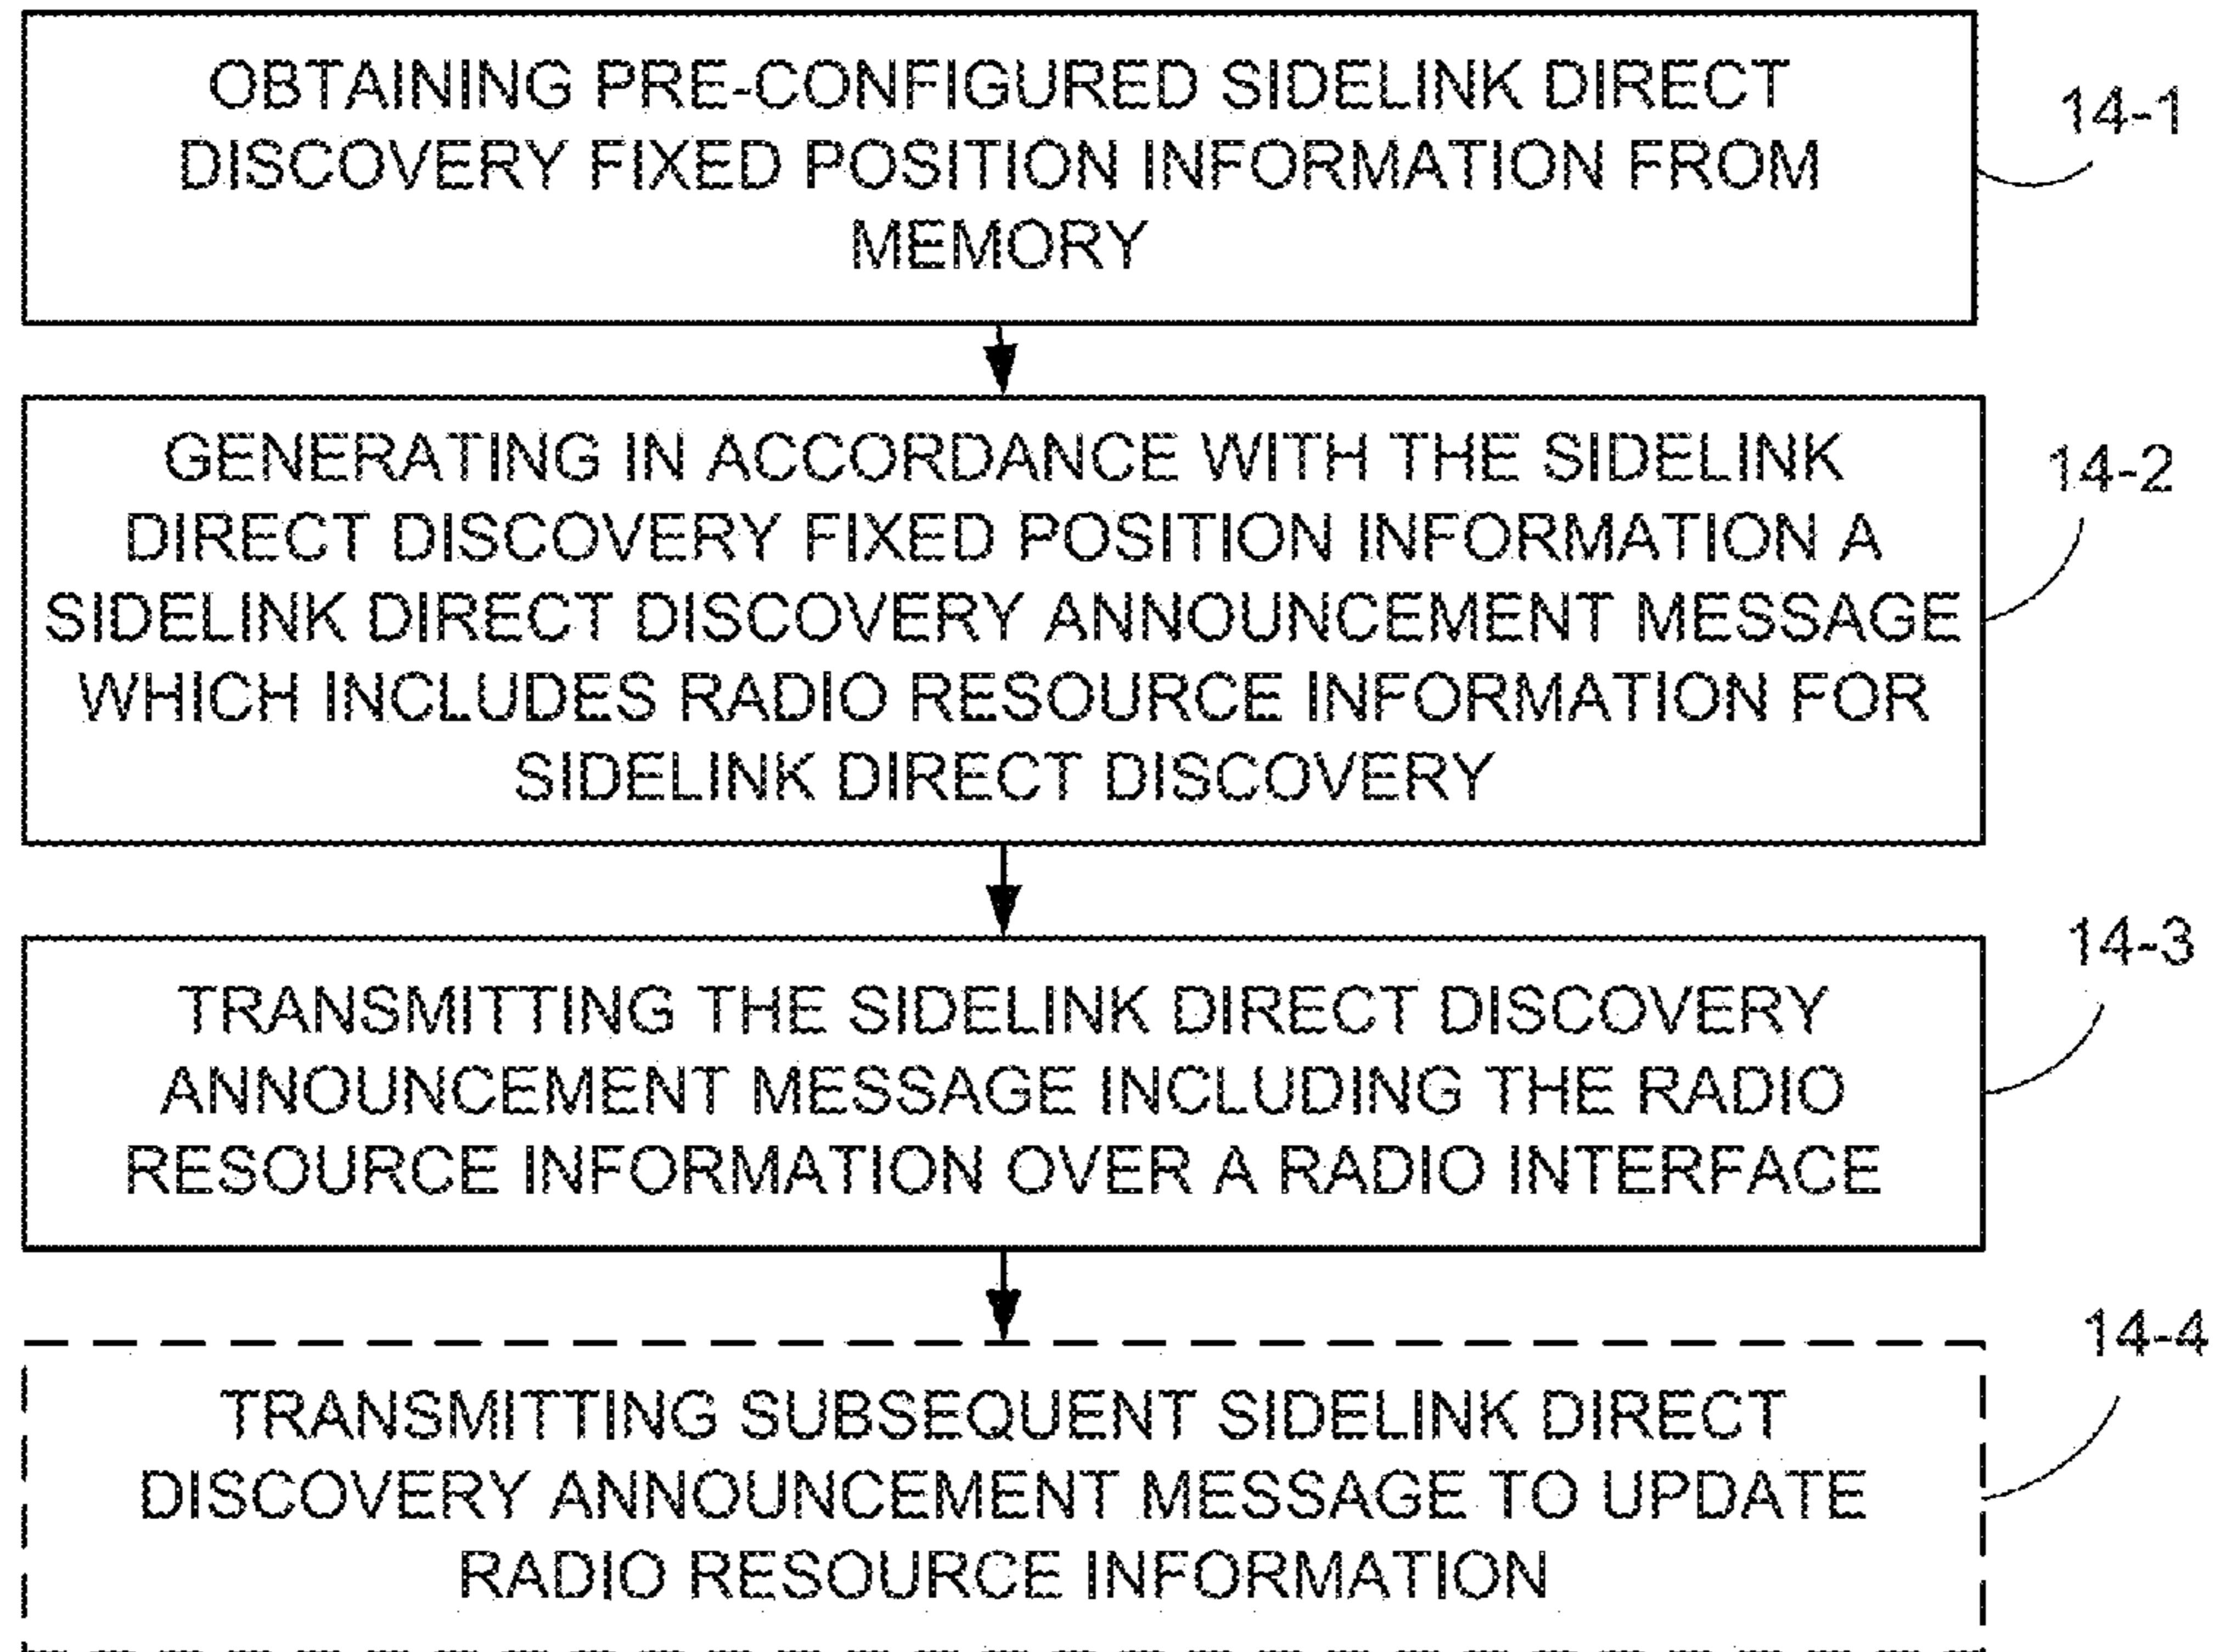 OBTAINING PRE-CONFIGURED SIDELINK DIRECT
DISCOVERY FIXED POSITION INFORMATION FROM
MEMORY
14-1
GENERATING IN ACCORDANCE WITH THE SIDELINK
DIRECT DISCOVERY FIXED POSITION INFORMATION A
SIDELINK DIRECT DISCOVERY ANNOUNCEMENT MESSAGE
WHICH INCLUDES RADIO RESOURCE INFORMATION FOR
SIDELINK DIRECT DISCOVERY
14-2
TRANSMITTING THE SIDELINK DIRECT DISCOVERY
ANNOUNCEMENT MESSAGE INCLUDING THE RADIO
RESOURCE INFORMATION OVER A RADIO INTERFACE
14-3
TRANSMITTING SUBSEQUENT SIDELINK DIRECT
DISCOVERY ANNOUNCEMENT MESSAGE TO UPDATE
RADIO RESOURCE INFORMATION
14-4